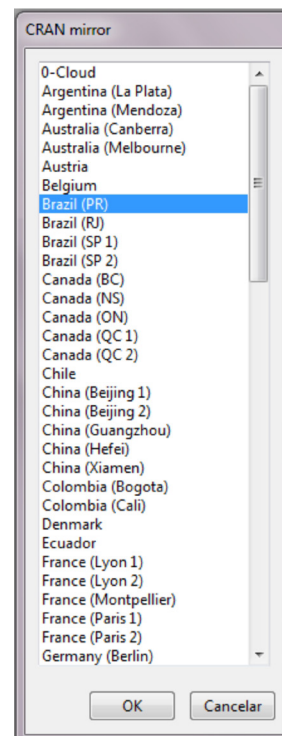 CRAN mirror
0-Cloud
Argentina (La Plata)
Argentina (Mendoza)
Australia (Canberra)
Australia (Melbourne)
Austria
Belgium
Brazil (PR)
Brazil (RJ)
Brazil (SP 1)
Brazil (SP 2)
Canada (BC)
Canada (NS)
Canada (ON)
Canada (QC 1)
Canada (QC 2)
Chile
China (Beijing 1)
China (Beijing 2)
China (Guangzhou)
China (Hefei)
China (Xiamen)
Colombia (Bogota)
Colombia (Cali)
Denmark
Ecuador
France (Lyon 1)
France (Lyon 2)
France (Montpellier)
France (Paris 1)
France (Paris 2)
Germany (Berlin)
OK Cancelar